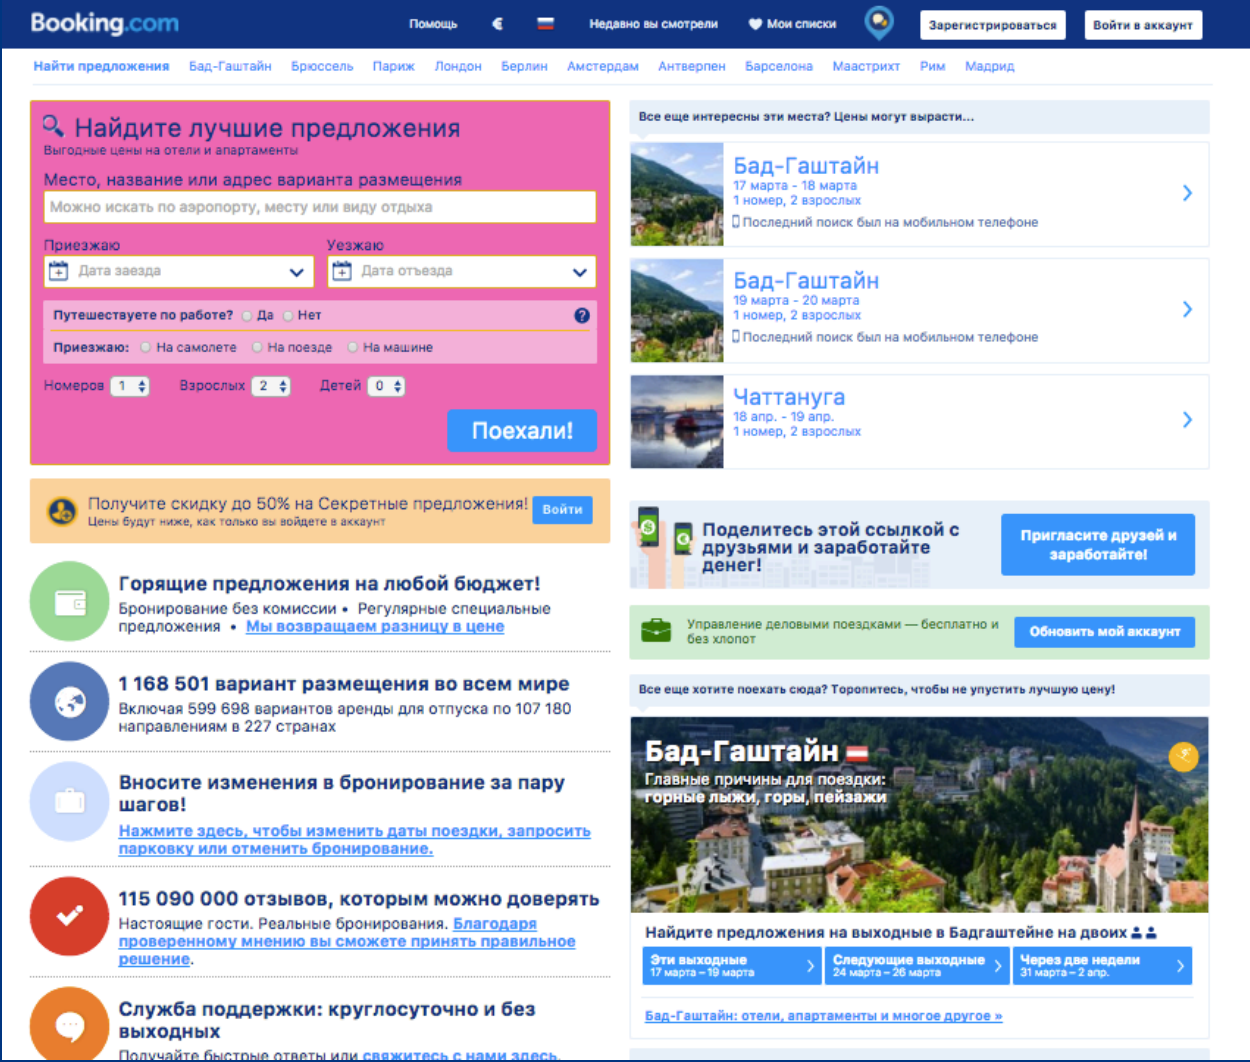 Booking.com
Помощь € Недавно вы смотрели Мои списки Зарегистрироваться Войти в аккаунт
Найти предложения Бад-Гаштайн Брюссель Париж Лондон Берлин Амстердам Антверпен Барселона Маастрихт Рим Мадрид
Найдите лучшие предложения
Выгодные цены на отели и апартаменты
Место, название или адрес варианта размещения
Можно искать по аэропорту, месту или виду отдыха
Приезжаю Уезжаю
Дата заезда Дата отъезда
Путешествуете по работе? Да Нет ?
Приезжаю: На самолете На поезде На машине
Номеров 1 Взрослых 2 Детей 0
Поехали!
Получите скидку до 50% на Секретные предложения!
Цены будут ниже, как только вы войдете в аккаунт
Войти
Горящие предложения на любой бюджет!
Бронирование без комиссии • Регулярные специальные
предложения • Мы возвращаем разницу в цене
1 168 501 вариант размещения во всем мире
Включая 599 698 вариантов аренды для отпуска по 107 180
направлениям в 227 странах
Вносите изменения в бронирование за пару
шагов!
Нажмите здесь, чтобы изменить даты поездки, запросить
парковку или отменить бронирование.
115 090 000 отзывов, которым можно доверять
Настоящие гости. Реальные бронирования. Благодаря
проверенному мнению вы сможете принять правильное
решение.
Служба поддержки: круглосуточно и без
выходных
Получайте быстрые ответы или свяжитесь с нами здесь.
Все еще интересны эти места? Цены могут вырасти...
Бад-Гаштайн
17 марта - 18 марта
1 номер, 2 взрослых
Последний поиск был на мобильном телефоне
Бад-Гаштайн
19 марта - 20 марта
1 номер, 2 взрослых
Последний поиск был на мобильном телефоне
Чаттануга
18 апр. - 19 апр.
1 номер, 2 взрослых
Поделитесь этой ссылкой с
друзьями и заработайте
денег!
Пригласите друзей и
заработайте!
Управление деловыми поездками — бесплатно и
без хлопот
Обновить мой аккаунт
Все еще хотите поехать сюда? Торопитесь, чтобы не упустить лучшую цену!
Бад-Гаштайн
Главные причины для поездки:
горные лыжи, горы, пейзажи
Найдите предложения на выходные в Бадгаштейне на двоих
Эти выходные
17 марта – 19 марта
Следующие выходные
24 марта – 26 марта
Через две недели
31 марта – 2 апр.
Бад-Гаштайн: отели, апартаменты и многое другое »